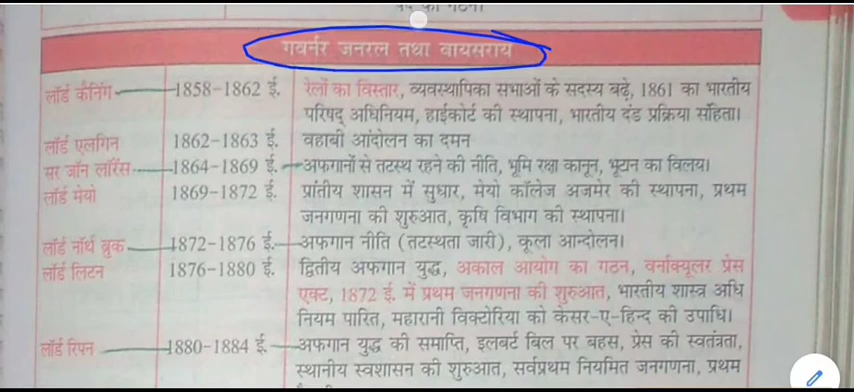 पद का गठन।
गवर्नर जनरल तथा वायसराय
लॉर्ड कैनिंग 1858-1862 ई. रेलों का विस्तार, व्यवस्थापिका सभाओं के सदस्य बढ़े, 1861 का भारतीय
परिषद् अधिनियम, हाईकोर्ट की स्थापना, भारतीय दंड प्रक्रिया संहिता।
लॉर्ड एलगिन 1862-1863 ई. वहाबी आंदोलन का दमन
सर जॉन लॉरेंस 1864-1869 ई. अफगानों से तटस्थ रहने की नीति, भूमि रक्षा कानून, भूटान का विलय।
लॉर्ड मेयो 1869-1872 ई. प्रांतीय शासन में सुधार, मेयो कॉलेज अजमेर की स्थापना, प्रथम
जनगणना की शुरुआत, कृषि विभाग की स्थापना।
लॉर्ड नॉर्थ ब्रुक 1872-1876 ई. अफगान नीति (तटस्थता जारी), कूला आन्दोलन।
लॉर्ड लिटन 1876-1880 ई. द्वितीय अफगान युद्ध, अकाल आयोग का गठन, वर्नाक्यूलर प्रेस
एक्ट, 1872 ई. में प्रथम जनगणना की शुरुआत, भारतीय शास्त्र अधि
नियम पारित, महारानी विक्टोरिया को केसर-ए-हिन्द की उपाधि।
लॉर्ड रिपन 1880-1884 ई. अफगान युद्ध की समाप्ति, इलबर्ट बिल पर बहस, प्रेस की स्वतंत्रता,
स्थानीय स्वशासन की शुरुआत, सर्वप्रथम नियमित जनगणना, प्रथम